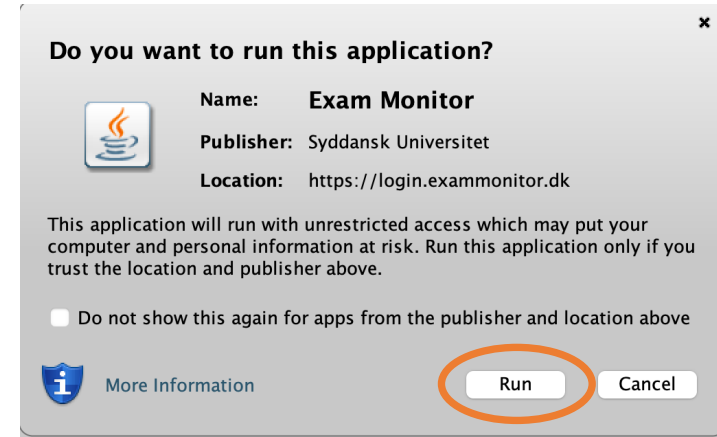 Do you want to run this application?
Name: Exam Monitor
Publisher: Syddansk Universitet
Location: https://login.exammonitor.dk
This application will run with unrestricted access which may put your
computer and personal information at risk. Run this application only if you
trust the location and publisher above.
Do not show this again for apps from the publisher and location above
More Information
Run
Cancel